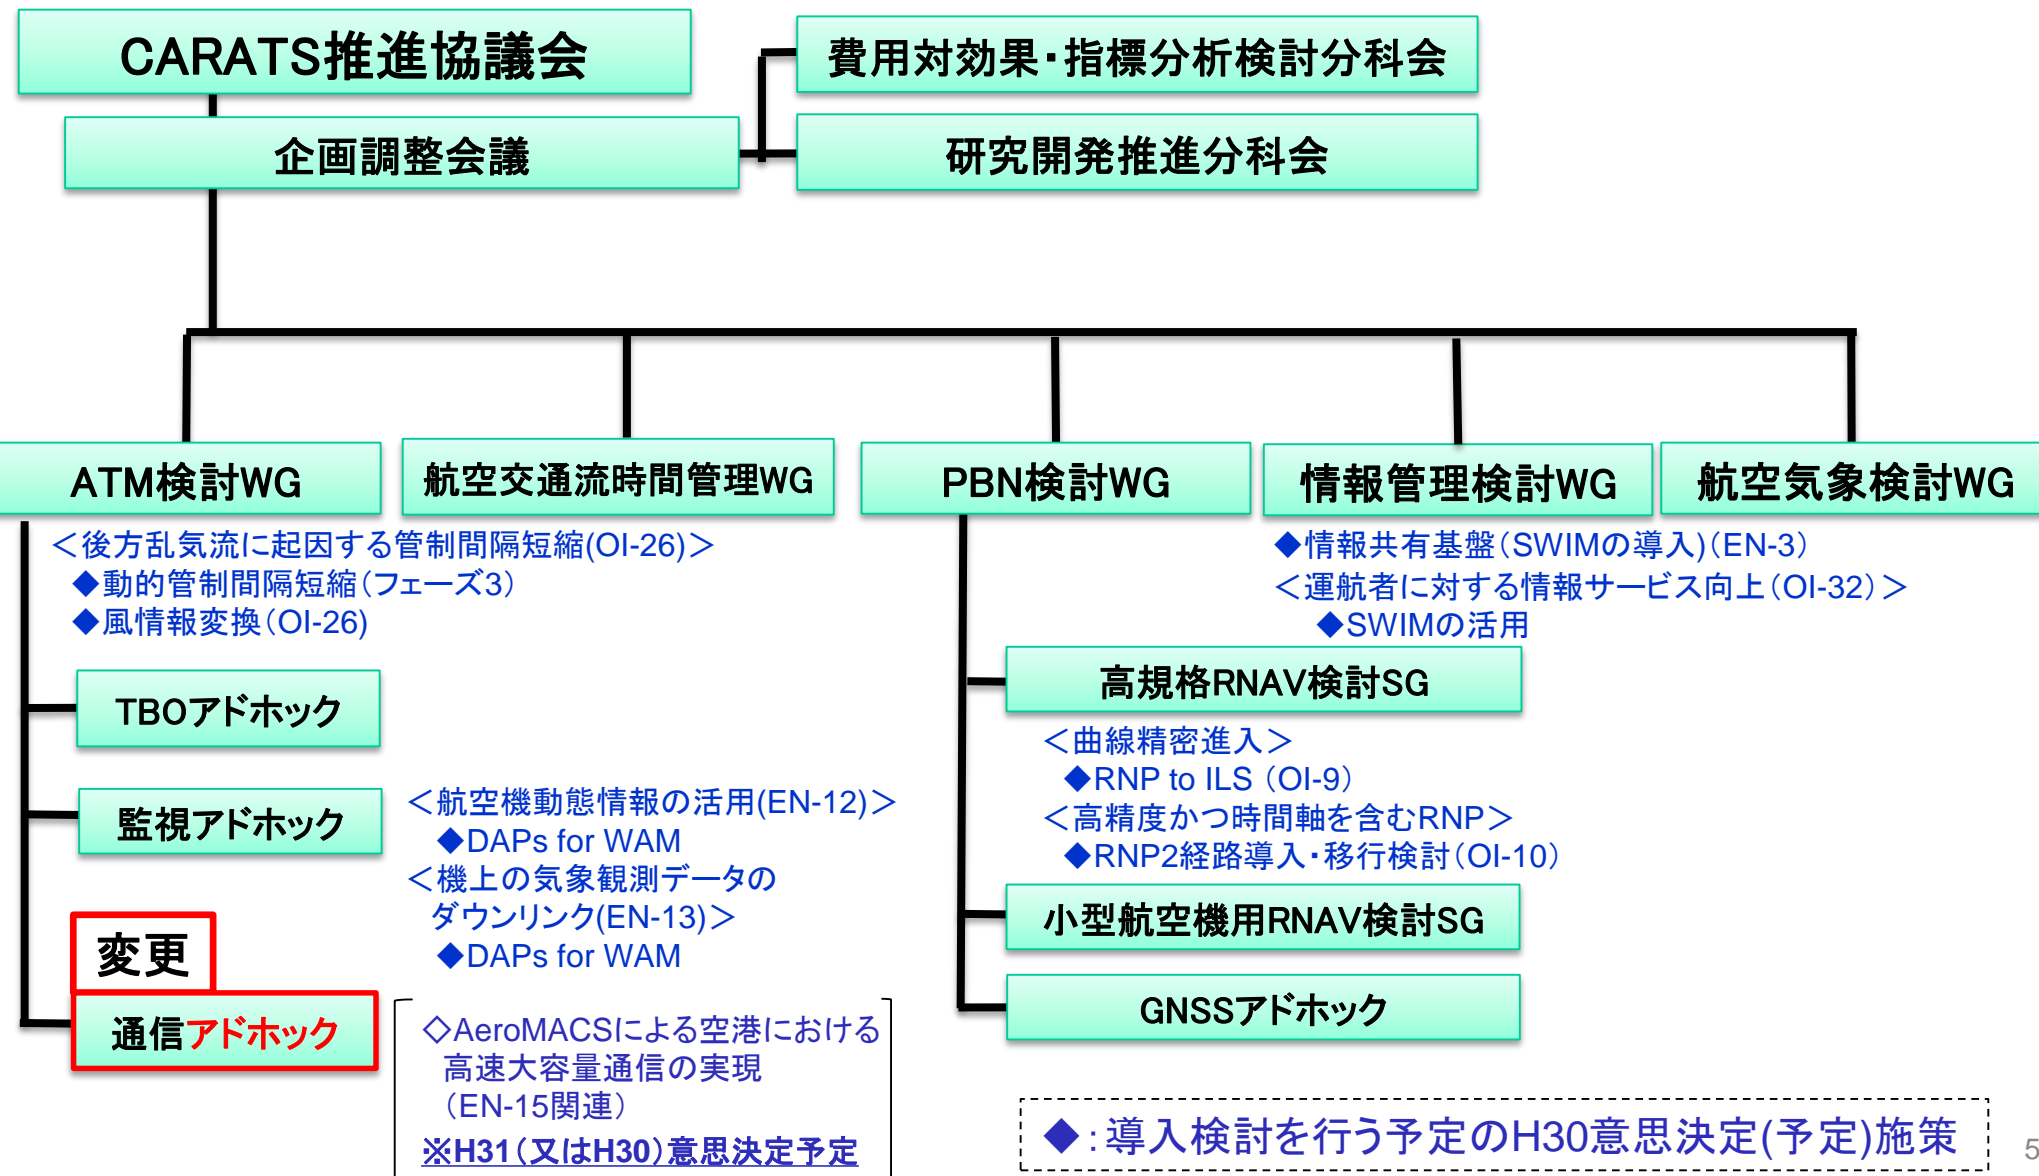 CARATS推進協議会
費用対効果・指標分析検討分科会
企画調整会議
研究開発推進分科会
ATM検討WG
航空交通流時間管理WG
PBN検討WG
情報管理検討WG
航空気象検討WG
＜後方乱気流に起因する管制間隔短縮(OI-26)＞
◆動的管制間隔短縮（フェーズ3）
◆風情報変換（OI-26)
TBOアドホック
監視アドホック
＜航空機動態情報の活用(EN-12)＞
◆DAPs for WAM
＜機上の気象観測データの
ダウンリンク(EN-13)＞
◆DAPs for WAM
変更
通信アドホック
◇AeroMACSによる空港における
高速大容量通信の実現
（EN-15関連）
※H31（又はH30）意思決定予定
◆情報共有基盤（SWIMの導入)（EN-3）
＜運航者に対する情報サービス向上（OI-32）＞
◆SWIMの活用
高規格RNAV検討SG
＜曲線精密進入＞
◆RNP to ILS （OI-9）
＜高精度かつ時間軸を含むRNP＞
◆RNP2経路導入・移行検討（OI-10）
小型航空機用RNAV検討SG
GNSSアドホック
◆：導入検討を行う予定のH30意思決定(予定)施策
5